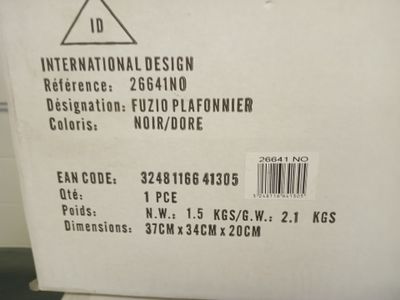 ID
INTERNATIONAL DESIGN
Référence: 26641NO
Désignation: FUZIO PLAFONNIER
Coloris: NOIR/DORE
EAN CODE: 3248116641305
26641 NO
Qté: 1 PCE
Poids: N.W.: 1.5 KGS/G.W.: 2.1 KGS
Dimensions: 37CM x 34CM x 20CM